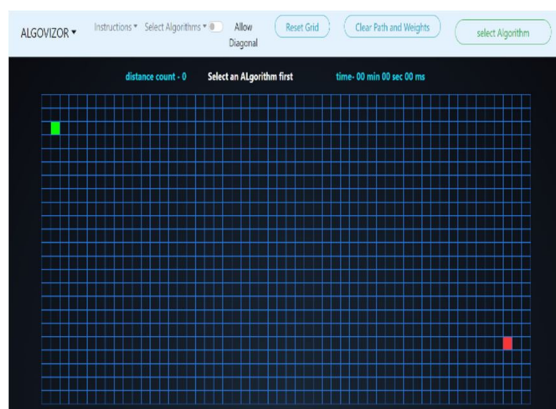 ALGOVIZOR
Instructions Select Algorithms Allow Diagonal Reset Grid Clear Path and Weights select Algorithm
distance count - 0 Select an ALgorithm first time- 00 min 00 sec 00 ms